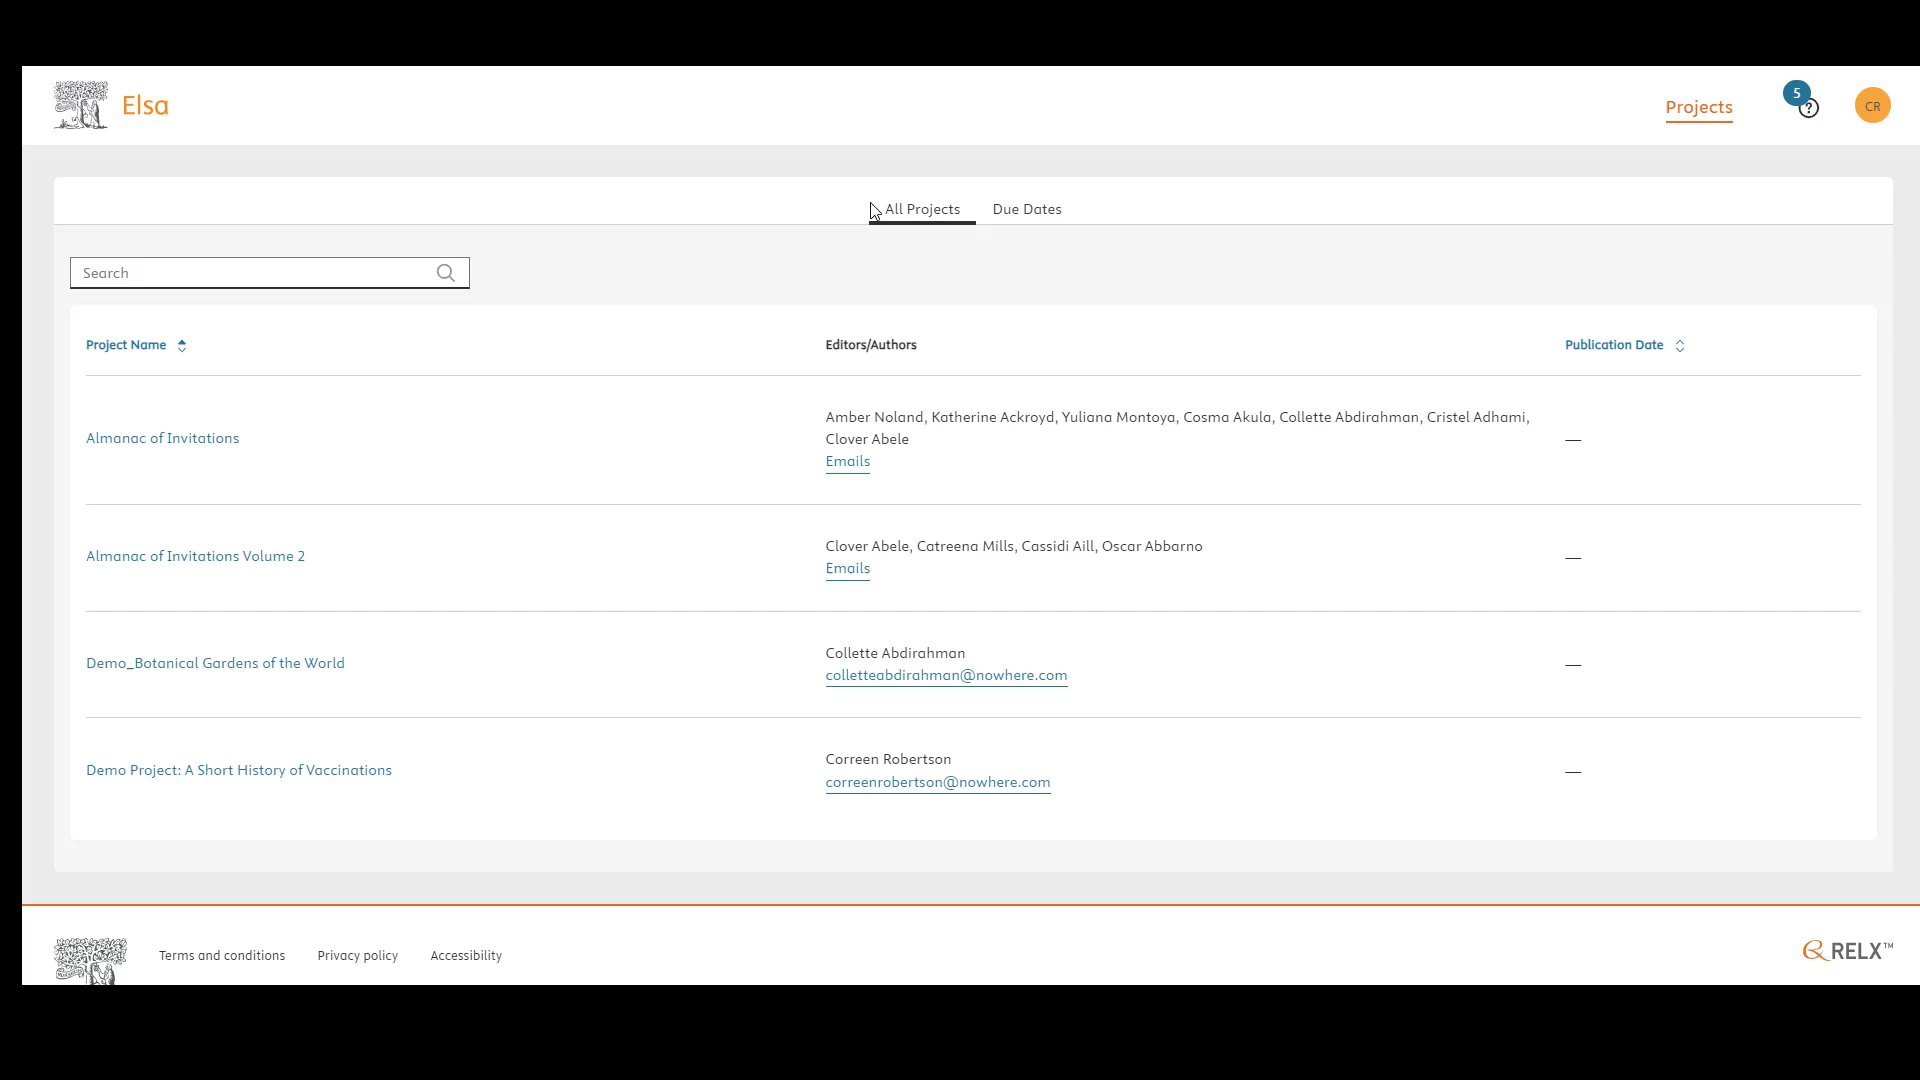 Elsa
Projects
5
?
CR
All Projects
Due Dates
Search
Project Name
Editors/Authors
Publication Date
Almanac of Invitations
Amber Noland, Katherine Ackroyd, Yuliana Montoya, Cosma Akula, Collette Abdirahman, Cristel Adhami,
Clover Abele
Emails
—
Almanac of Invitations Volume 2
Clover Abele, Catreena Mills, Cassidi Aill, Oscar Abbarno
Emails
—
Demo_Botanical Gardens of the World
Collette Abdirahman
colletteabdirahman@nowhere.com
—
Demo Project: A Short History of Vaccinations
Correen Robertson
correenrobertson@nowhere.com
—
Terms and conditions
Privacy policy
Accessibility
RELX™